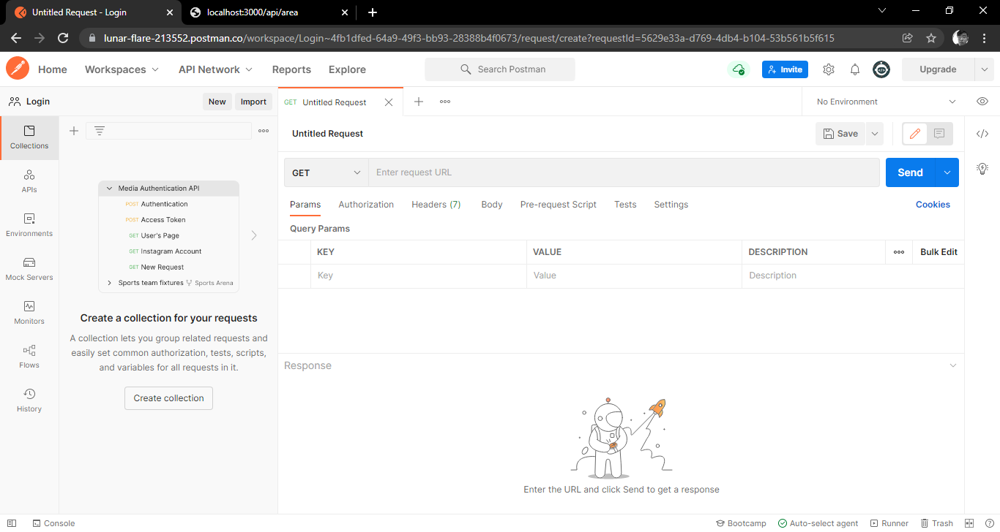 Untitled Request - Login
localhost:3000/api/area
lunar-flare-213552.postman.co/workspace/Login~4fb1dfed-64a9-49f3-bb93-28388b4f0673/request/create?requestId=5629e33a-d769-4db4-b104-53b561b5f615
Home Workspaces API Network Reports Explore Search Postman Invite Upgrade
Login New Import GET Untitled Request No Environment
Collections
APIs
Environments
Mock Servers
Monitors
Flows
History
Media Authentication API
POST Authentication
POST Access Token
GET User's Page
GET Instagram Account
GET New Request
Sports team fixtures Sports Arena
Create a collection for your requests
A collection lets you group related requests and
easily set common authorization, tests, scripts,
and variables for all requests in it.
Create collection
Untitled Request Save
GET Enter request URL Send
Params Authorization Headers (7) Body Pre-request Script Tests Settings Cookies
Query Params
KEY VALUE DESCRIPTION Bulk Edit
Key Value Description
Response
Enter the URL and click Send to get a response
Console Bootcamp Auto-select agent Runner Trash